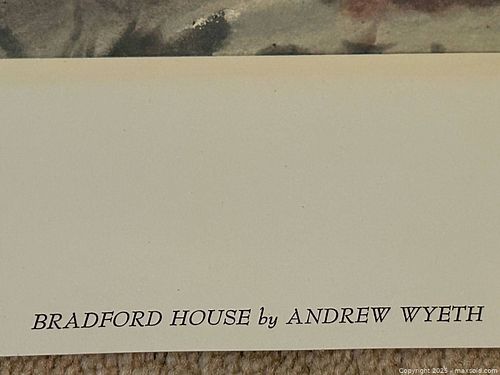 BRADFORD HOUSE by ANDREW WYETH
Copyright 2025 - maxsold.com